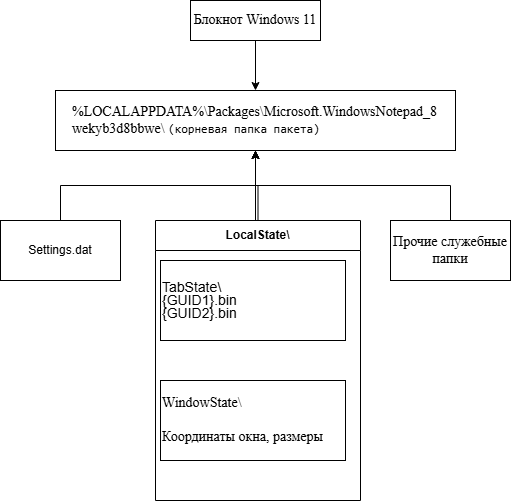 Блокнот Windows 11
%LOCALAPPDATA%\Packages\Microsoft.WindowsNotepad_8
wekyb3d8bbwe\ (корневая папка пакета)
Settings.dat
LocalState\
Прочие служебные
папки
TabState\
{GUID1}.bin
{GUID2}.bin
WindowState\
Координаты окна, размеры